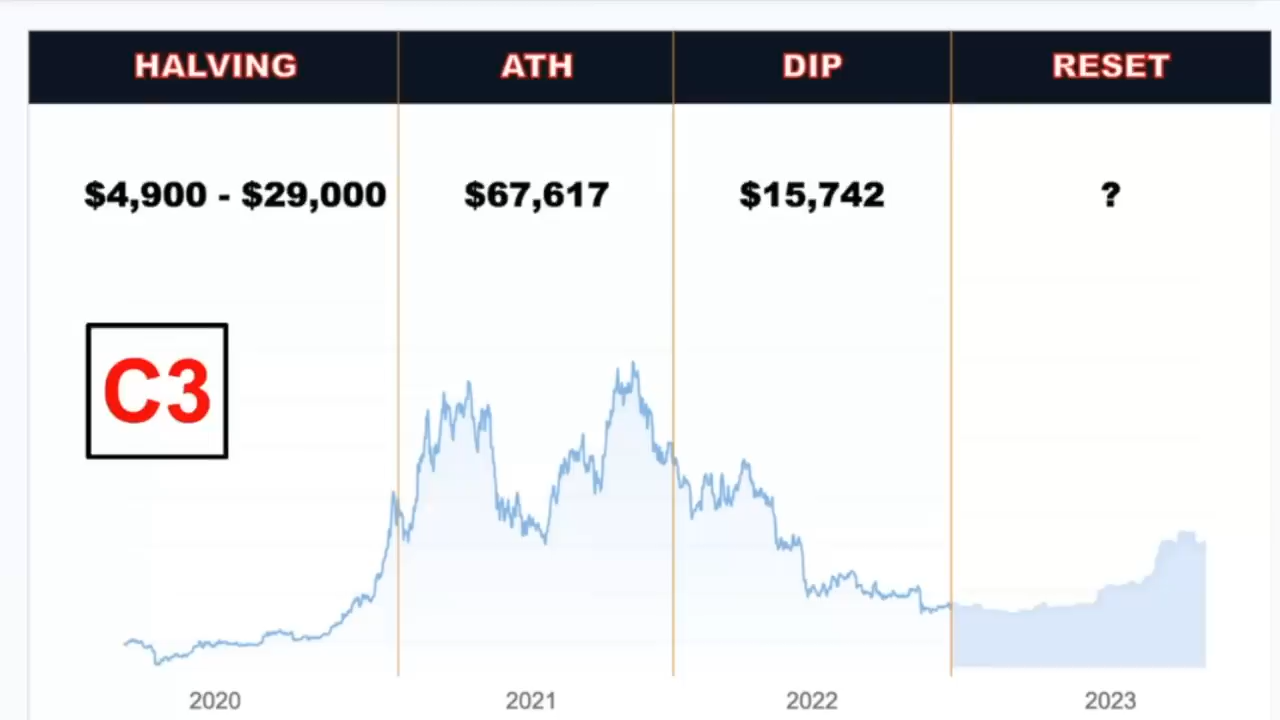 HALVING ATH DIP RESET
$4,900 - $29,000 $67,617 $15,742 ?
C3
2020 2021 2022 2023